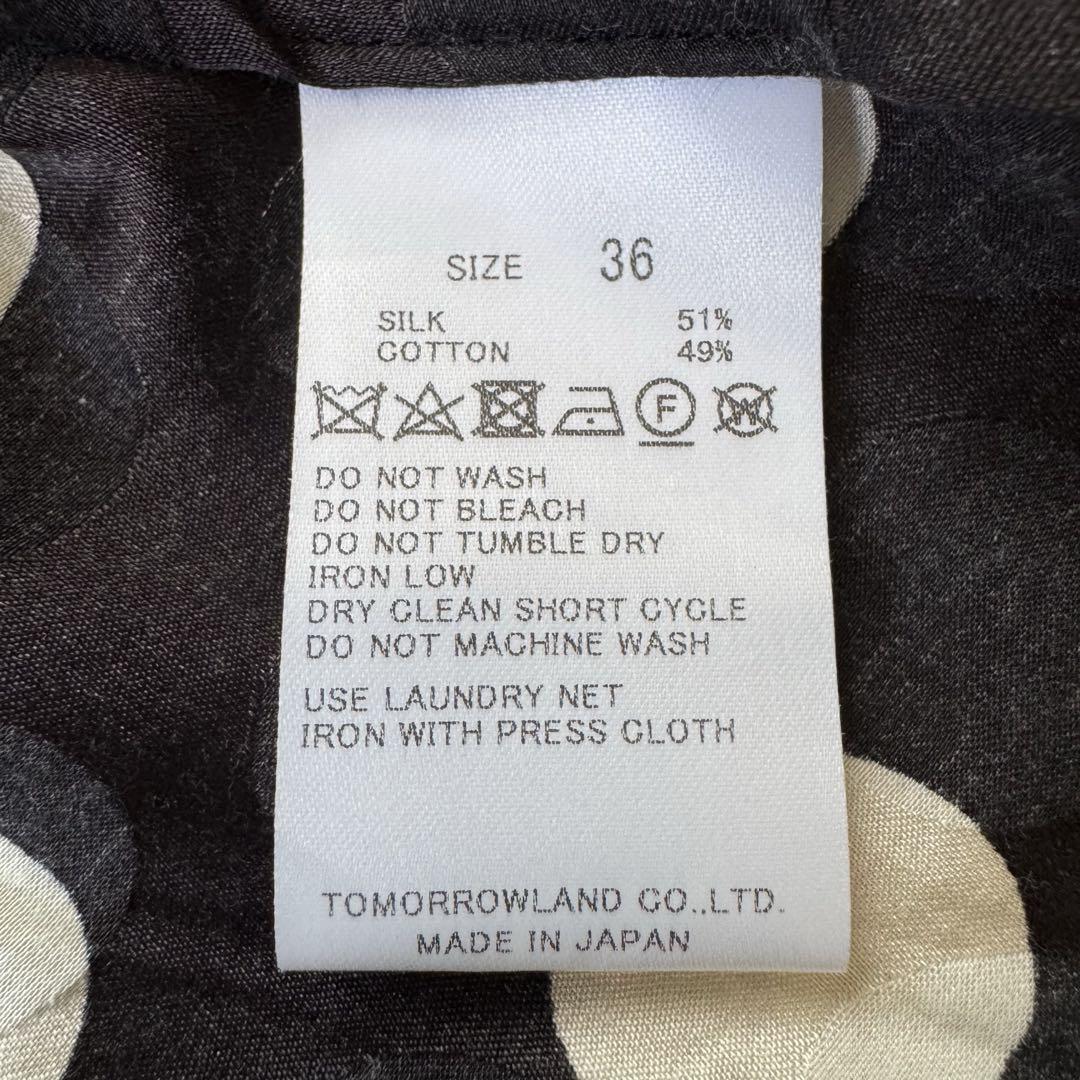 SIZE 36
SILK 51%
COTTON 49%
F W
DO NOT WASH
DO NOT BLEACH
DO NOT TUMBLE DRY
IRON LOW
DRY CLEAN SHORT CYCLE
DO NOT MACHINE WASH
USE LAUNDRY NET
IRON WITH PRESS CLOTH
TOMORROWLAND CO.,LTD.
MADE IN JAPAN